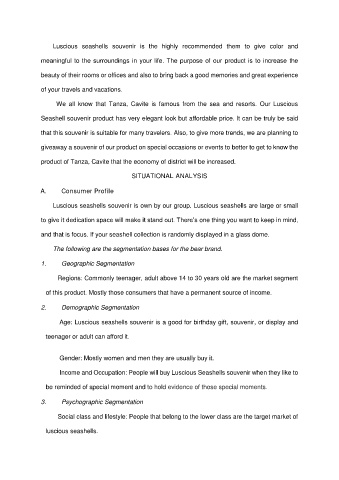 Luscious seashells souvenir is the highly recommended them to give color and
meaningful to the surroundings in your life. The purpose of our product is to increase the
beauty of their rooms or offices and also to bring back a good memories and great experience
of your travels and vacations.
We all know that Tanza, Cavite is famous from the sea and resorts. Our Luscious
Seashell souvenir product has very elegant look but affordable price. It can be truly be said
that this souvenir is suitable for many travelers. Also, to give more trends, we are planning to
giveaway a souvenir of our product on special occasions or events to better to get to know the
product of Tanza, Cavite that the economy of district will be increased.
SITUATIONAL ANALYSIS
A. Consumer Profile
Luscious seashells souvenir is own by our group. Luscious seashells are large or small
to give it dedication space will make it stand out. There's one thing you want to keep in mind,
and that is focus. If your seashell collection is randomly displayed in a glass dome.
The following are the segmentation bases for the bear brand.
1. Geographic Segmentation
Regions: Commonly teenager, adult above 14 to 30 years old are the market segment
of this product. Mostly those consumers that have a permanent source of income.
2. Demographic Segmentation
Age: Luscious seashells souvenir is a good for birthday gift, souvenir, or display and
teenager or adult can afford it.
Gender: Mostly women and men they are usually buy it.
Income and Occupation: People will buy Luscious Seashells souvenir when they like to
be reminded of special moment and to hold evidence of those special moments.
3. Psychographic Segmentation
Social class and lifestyle: People that belong to the lower class are the target market of
luscious seashells.